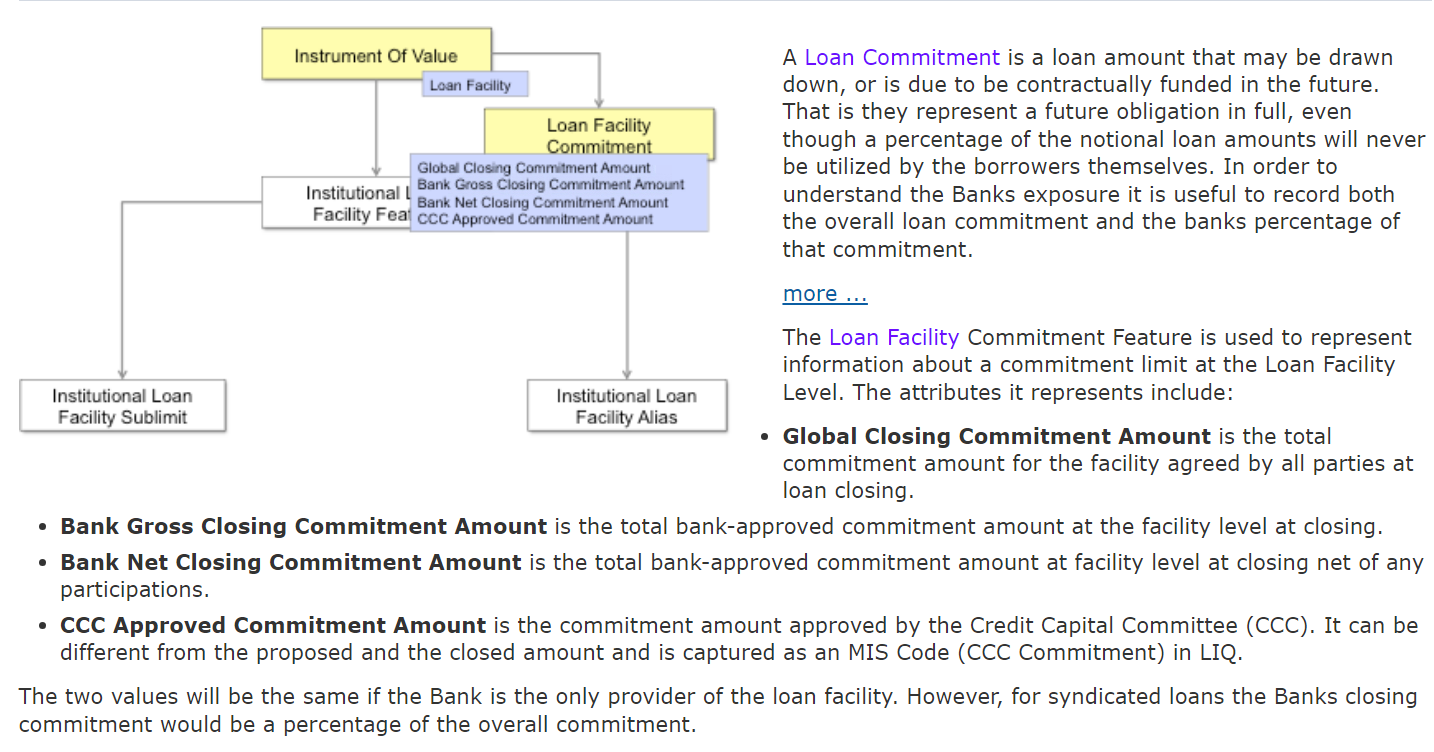 Instrument Of Value
Loan Facility
Loan Facility
Commitment
Global Closing Commitment Amount
Bank Gross Closing Commitment Amount
Bank Net Closing Commitment Amount
CCC Approved Commitment Amount
Institutional
Facility
Institutional Loan
Facility Sublimit
Institutional Loan
Facility Alias
A Loan Commitment is a loan amount that may be drawn
down, or is due to be contractually funded in the future.
That is they represent a future obligation in full, even
though a percentage of the notional loan amounts will never
be utilized by the borrowers themselves. In order to
understand the Banks exposure it is useful to record both
the overall loan commitment and the banks percentage of
that commitment.
more ...
The Loan Facility Commitment Feature is used to represent
information about a commitment limit at the Loan Facility
Level. The attributes it represents include:
• Global Closing Commitment Amount is the total
commitment amount for the facility agreed by all parties at
loan closing.
• Bank Gross Closing Commitment Amount is the total bank-approved commitment amount at the facility level at closing.
• Bank Net Closing Commitment Amount is the total bank-approved commitment amount at facility level at closing net of any
participations.
• CCC Approved Commitment Amount is the commitment amount approved by the Credit Capital Committee (CCC). It can be
different from the proposed and the closed amount and is captured as an MIS Code (CCC Commitment) in LIQ.
The two values will be the same if the Bank is the only provider of the loan facility. However, for syndicated loans the Banks closing
commitment would be a percentage of the overall commitment.